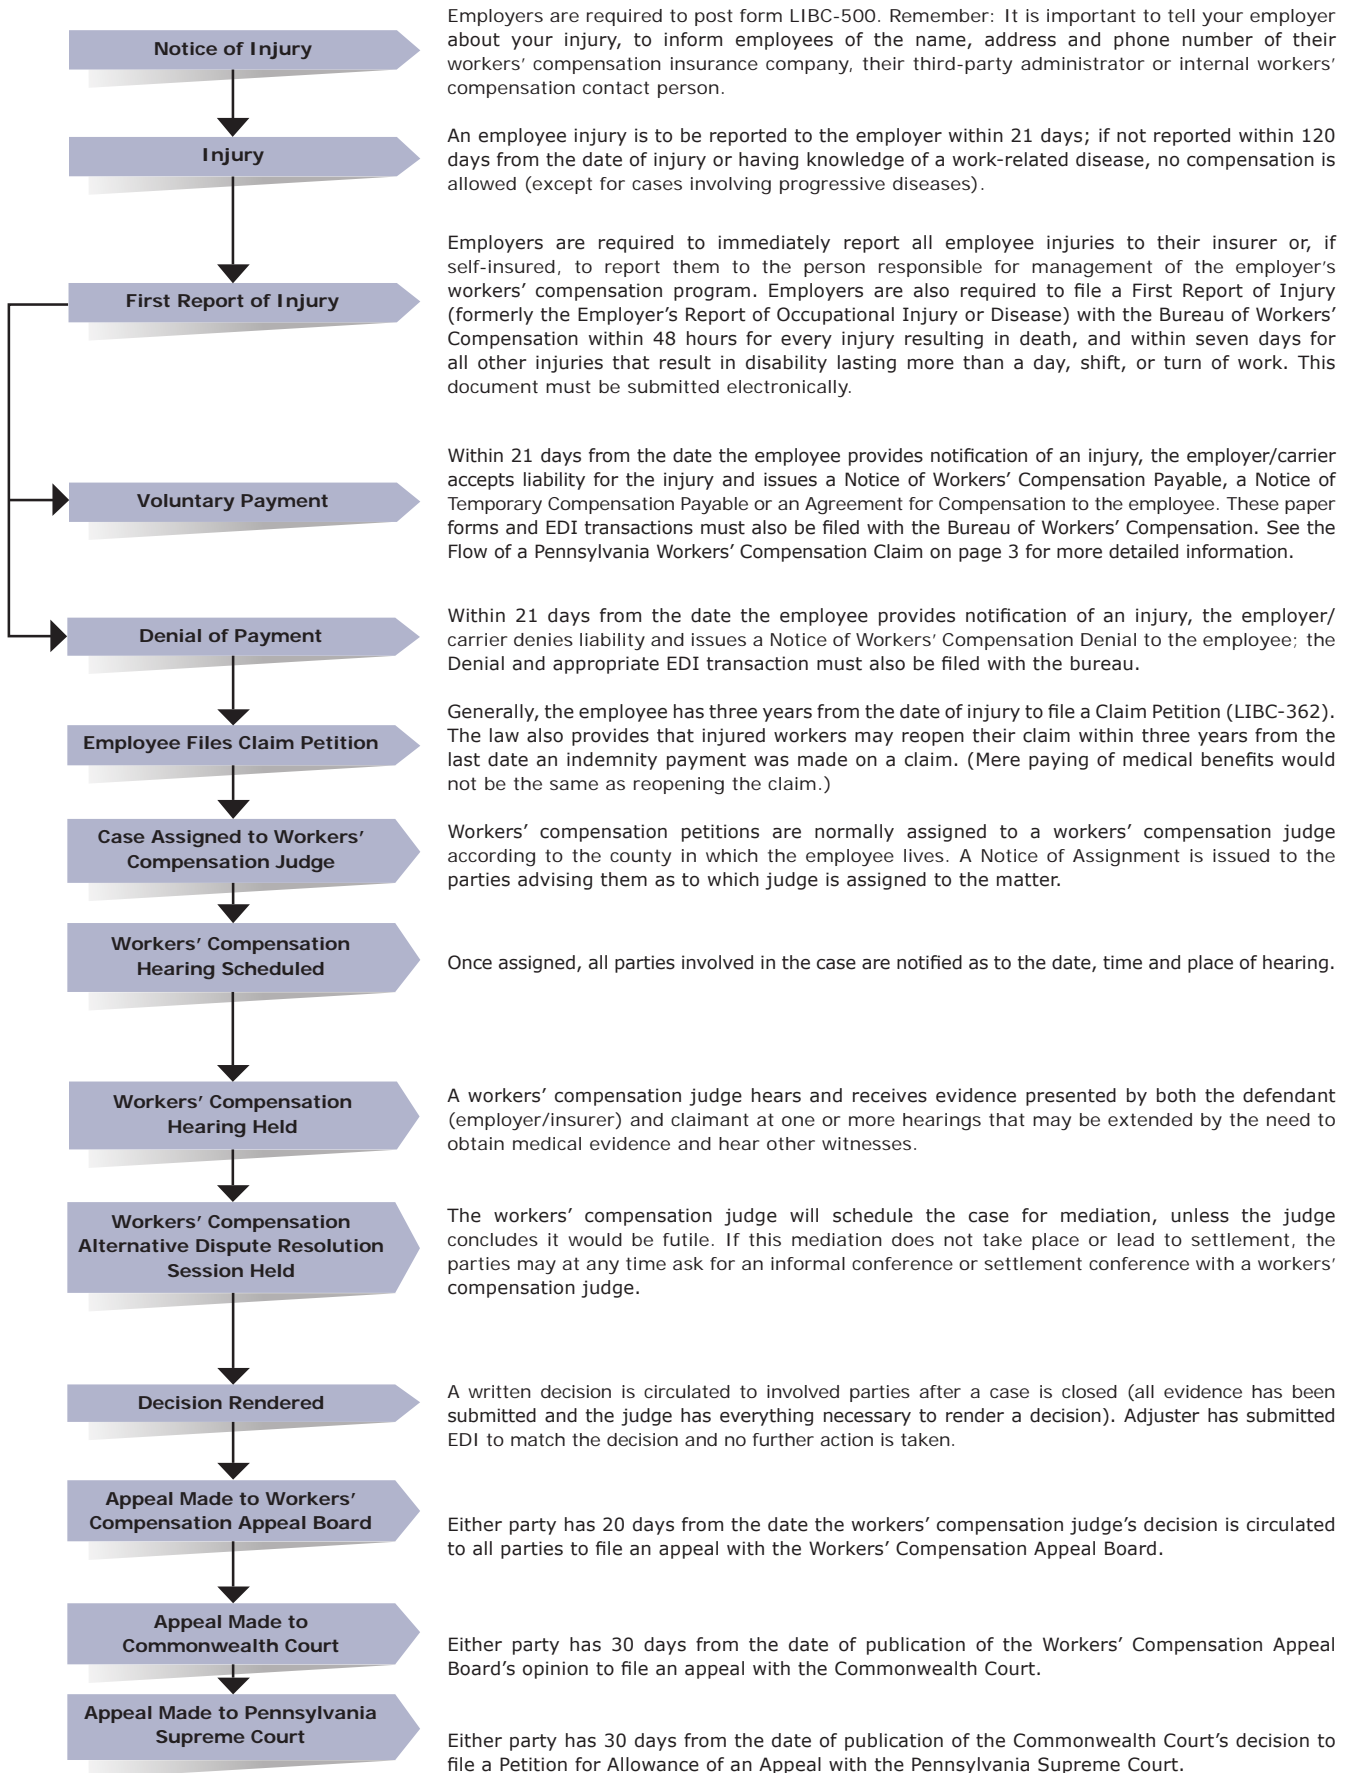 Notice of Injury
Employers are required to post form LIBC-500. Remember: It is important to tell your employer
about your injury, to inform employees of the name, address and phone number of their
workers’ compensation insurance company, their third-party administrator or internal workers’
compensation contact person.
Injury
An employee injury is to be reported to the employer within 21 days; if not reported within 120
days from the date of injury or having knowledge of a work-related disease, no compensation is
allowed (except for cases involving progressive diseases).
First Report of Injury
Employers are required to immediately report all employee injuries to their insurer or, if
self-insured, to report them to the person responsible for management of the employer’s
workers’ compensation program. Employers are also required to file a First Report of Injury
(formerly the Employer’s Report of Occupational Injury or Disease) with the Bureau of Workers’
Compensation within 48 hours for every injury resulting in death, and within seven days for
all other injuries that result in disability lasting more than a day, shift, or turn of work. This
document must be submitted electronically.
Voluntary Payment
Within 21 days from the date the employee provides notification of an injury, the employer/carrier
accepts liability for the injury and issues a Notice of Workers’ Compensation Payable, a Notice of
Temporary Compensation Payable or an Agreement for Compensation to the employee. These paper
forms and EDI transactions must also be filed with the Bureau of Workers’ Compensation. See the
Flow of a Pennsylvania Workers’ Compensation Claim on page 3 for more detailed information.
Denial of Payment
Within 21 days from the date the employee provides notification of an injury, the employer/
carrier denies liability and issues a Notice of Workers’ Compensation Denial to the employee; the
Denial and appropriate EDI transaction must also be filed with the bureau.
Employee Files Claim Petition
Generally, the employee has three years from the date of injury to file a Claim Petition (LIBC-362).
The law also provides that injured workers may reopen their claim within three years from the
last date an indemnity payment was made on a claim. (Mere paying of medical benefits would
not be the same as reopening the claim.)
Case Assigned to Workers’
Compensation Judge
Workers’ compensation petitions are normally assigned to a workers’ compensation judge
according to the county in which the employee lives. A Notice of Assignment is issued to the
parties advising them as to which judge is assigned to the matter.
Workers’ Compensation
Hearing Scheduled
Once assigned, all parties involved in the case are notified as to the date, time and place of hearing.
Workers’ Compensation
Hearing Held
A workers’ compensation judge hears and receives evidence presented by both the defendant
(employer/insurer) and claimant at one or more hearings that may be extended by the need to
obtain medical evidence and hear other witnesses.
Workers’ Compensation
Alternative Dispute Resolution
Session Held
The workers’ compensation judge will schedule the case for mediation, unless the judge
concludes it would be futile. If this mediation does not take place or lead to settlement, the
parties may at any time ask for an informal conference or settlement conference with a workers’
compensation judge.
Decision Rendered
A written decision is circulated to involved parties after a case is closed (all evidence has been
submitted and the judge has everything necessary to render a decision). Adjuster has submitted
EDI to match the decision and no further action is taken.
Appeal Made to Workers’
Compensation Appeal Board
Either party has 20 days from the date the workers’ compensation judge’s decision is circulated
to all parties to file an appeal with the Workers’ Compensation Appeal Board.
Appeal Made to
Commonwealth Court
Either party has 30 days from the date of publication of the Workers’ Compensation Appeal
Board’s opinion to file an appeal with the Commonwealth Court.
Appeal Made to Pennsylvania
Supreme Court
Either party has 30 days from the date of publication of the Commonwealth Court’s decision to
file a Petition for Allowance of an Appeal with the Pennsylvania Supreme Court.